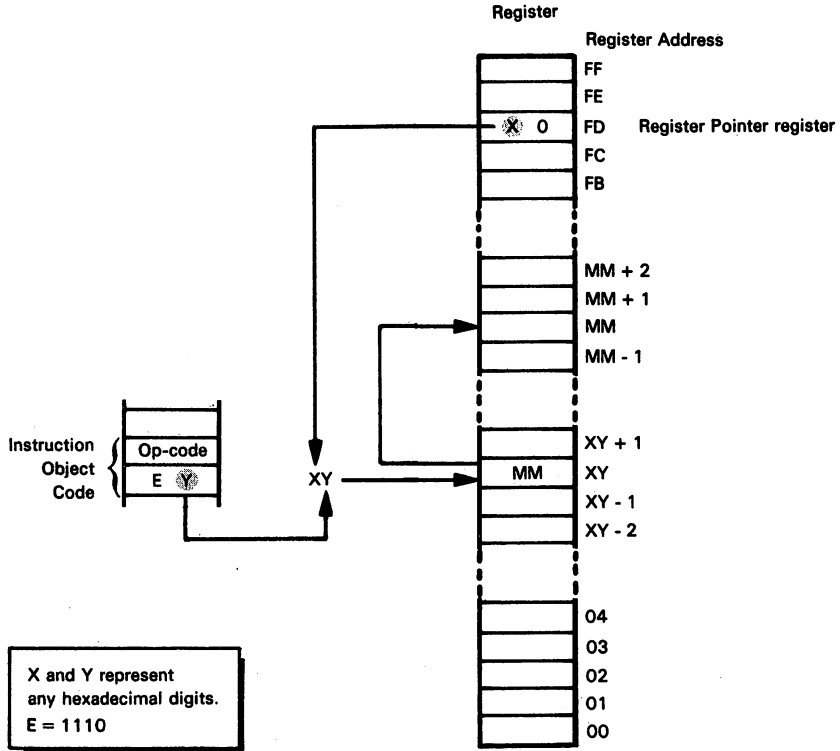 Register
Register Address
FF
FE
X 0 FD Register Pointer register
FC
FB
MM + 2
MM + 1
MM
MM - 1
XY + 1
Instruction
Object
Code
Op-code
E Y
XY
MM XY
XY - 1
XY - 2
04
03
02
01
00
X and Y represent
any hexadecimal digits.
E = 1110